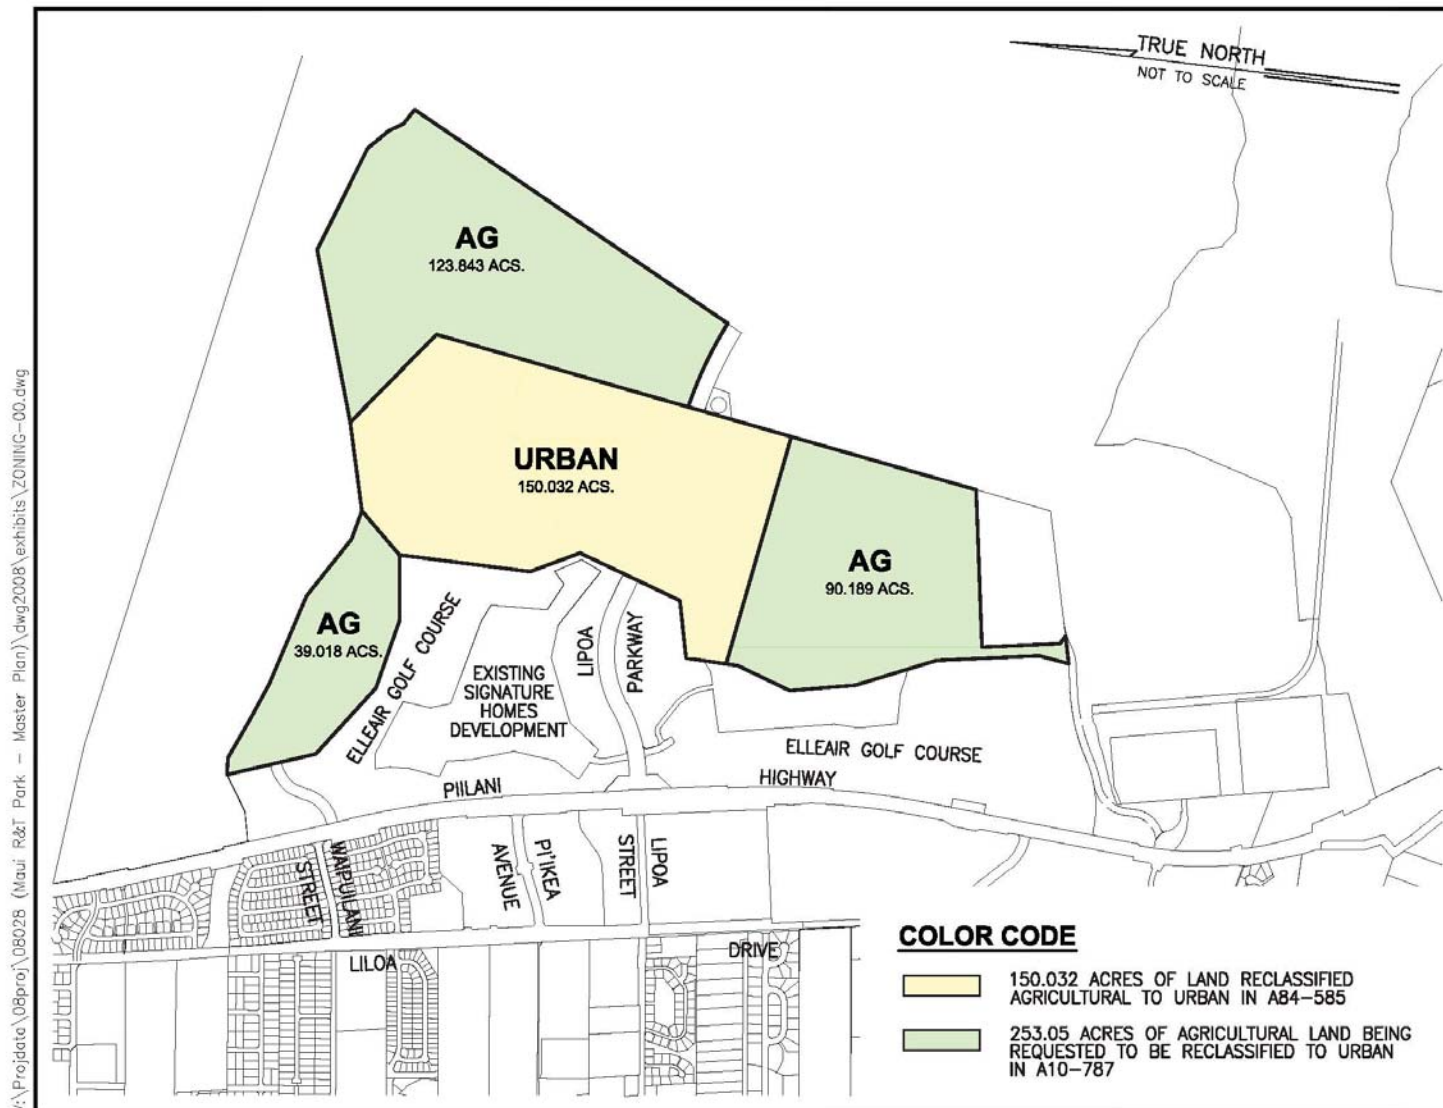 TRUE NORTH
NOT TO SCALE
AG
123.843 ACS.
URBAN
150.032 ACS.
AG
90.189 ACS.
AG
39.018 ACS.
ELLEAIR GOLF COURSE
EXISTING
SIGNATURE
HOMES
DEVELOPMENT
LIPOA
PARKWAY
ELLEAIR GOLF COURSE
PIILANI
HIGHWAY
WAIPUILANI
STREET
PI'IKEA
AVENUE
LIPOA
STREET
LILOA
DRIVE
COLOR CODE
150.032 ACRES OF LAND RECLASSIFIED
AGRICULTURAL TO URBAN IN A84-585
253.05 ACRES OF AGRICULTURAL LAND BEING
REQUESTED TO BE RECLASSIFIED TO URBAN
IN A10-787
:\Projdata\08proj\08028 (Maui R&T Park - Master Plan)\dwg2008\exhibits\ZONING-00.dwg